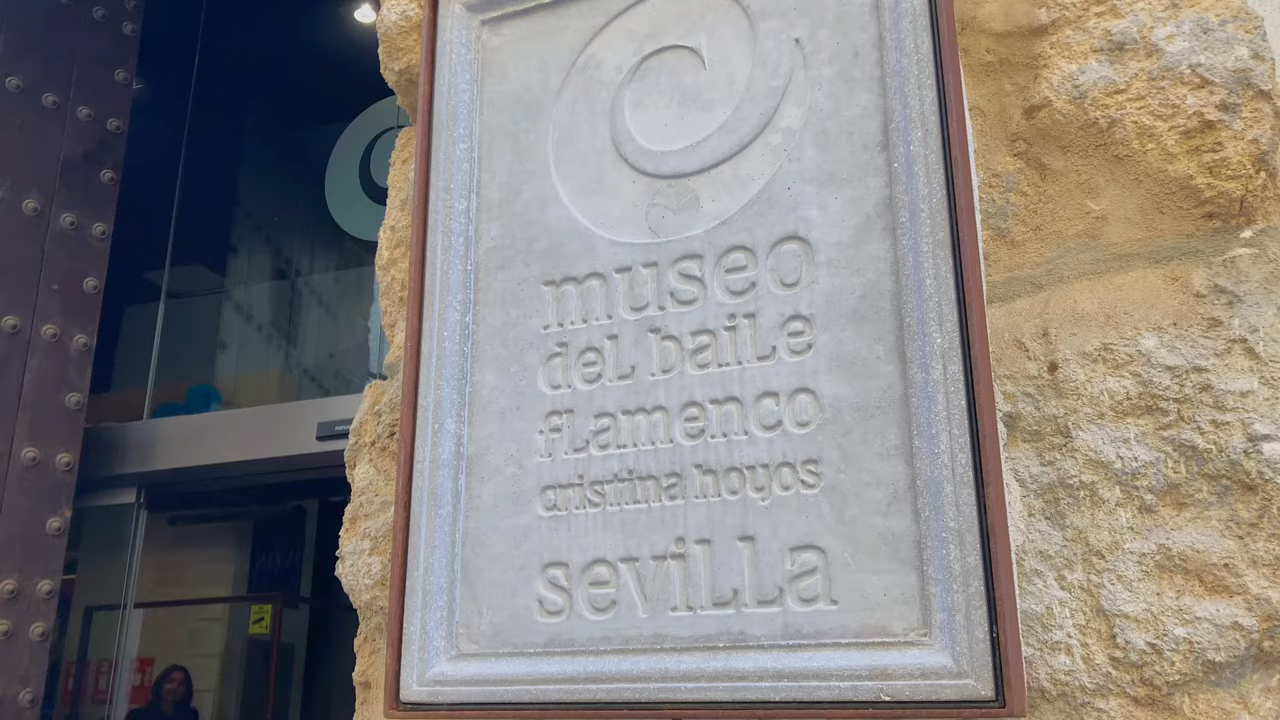 museo
del baile
flamenco
cristina hoyos
sevilla